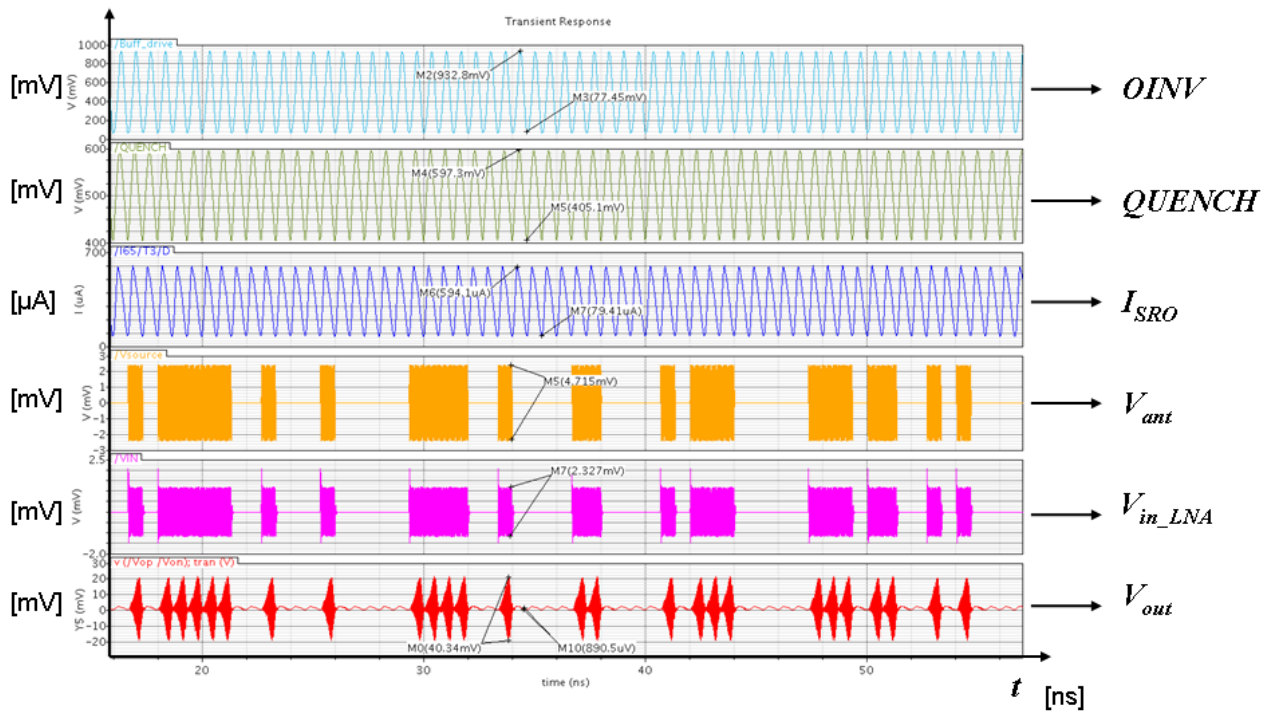 Transient Response
/Buff_drive
[mV]
V (mV)
1000
800
600
400
200
0
M2(932.8mV)
M3(77.45mV)
OINV
/QUENCH
[mV]
V (mV)
600
500
400
M4(597.3mV)
M5(405.1mV)
QUENCH
/I65/T3/D
[µA]
I (uA)
700
0
M6(594.1uA)
M7(79.41uA)
I_SRO
/Vsource
[mV]
V (mV)
3
2
1
0
-1
-2
-3
M5(4.715mV)
V_ant
/VIN
[mV]
V (mV)
2.5
-2.0
M7(2.327mV)
V_in_LNA
v (/Vop /Von); tran (V)
[mV]
Y5 (mV)
30
20
10
0
-10
-20
M0(40.34mV)
M10(890.5uV)
V_out
20 30 40 50
time (ns)
t [ns]